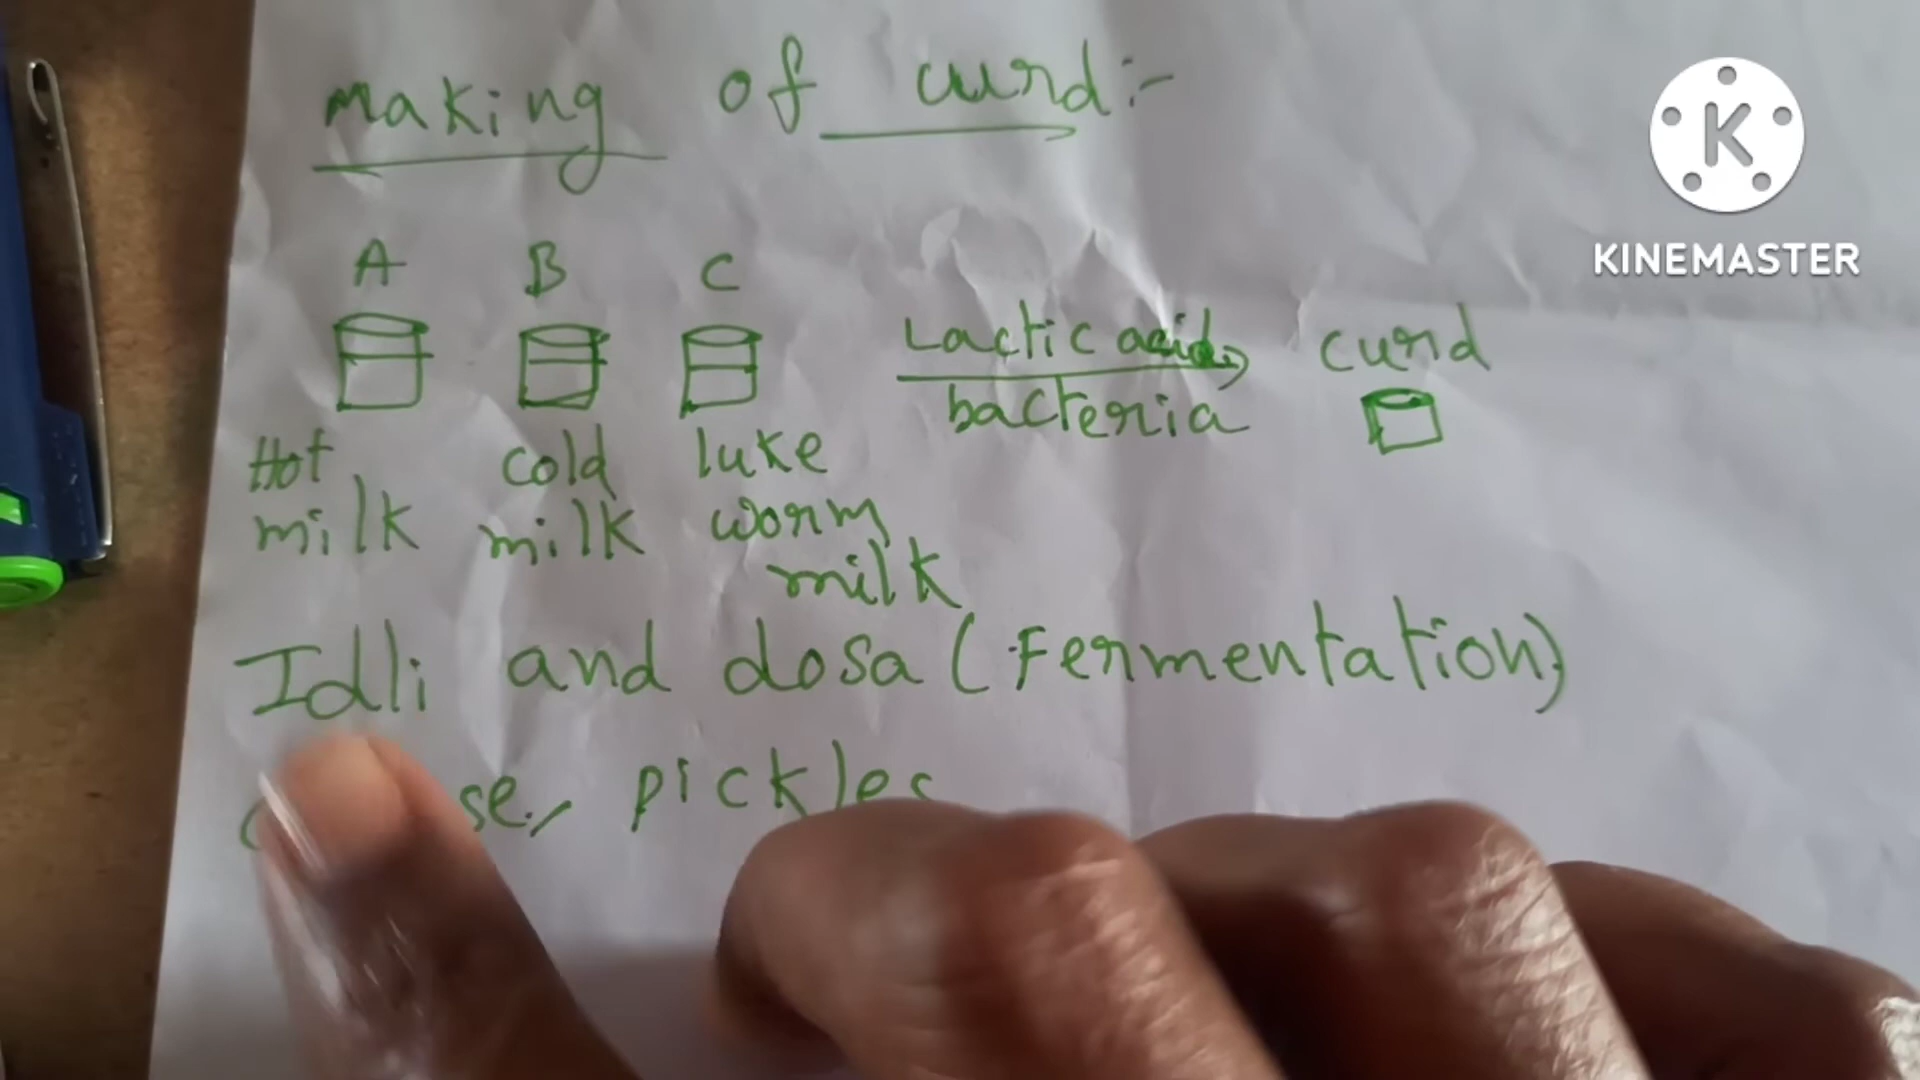 making of curd:-
A B C
Lactic acid
bacteria
curd
Hot cold luke
milk milk worm
milk
Idli and dosa (Fermentation)
pickles
K
KINEMASTER